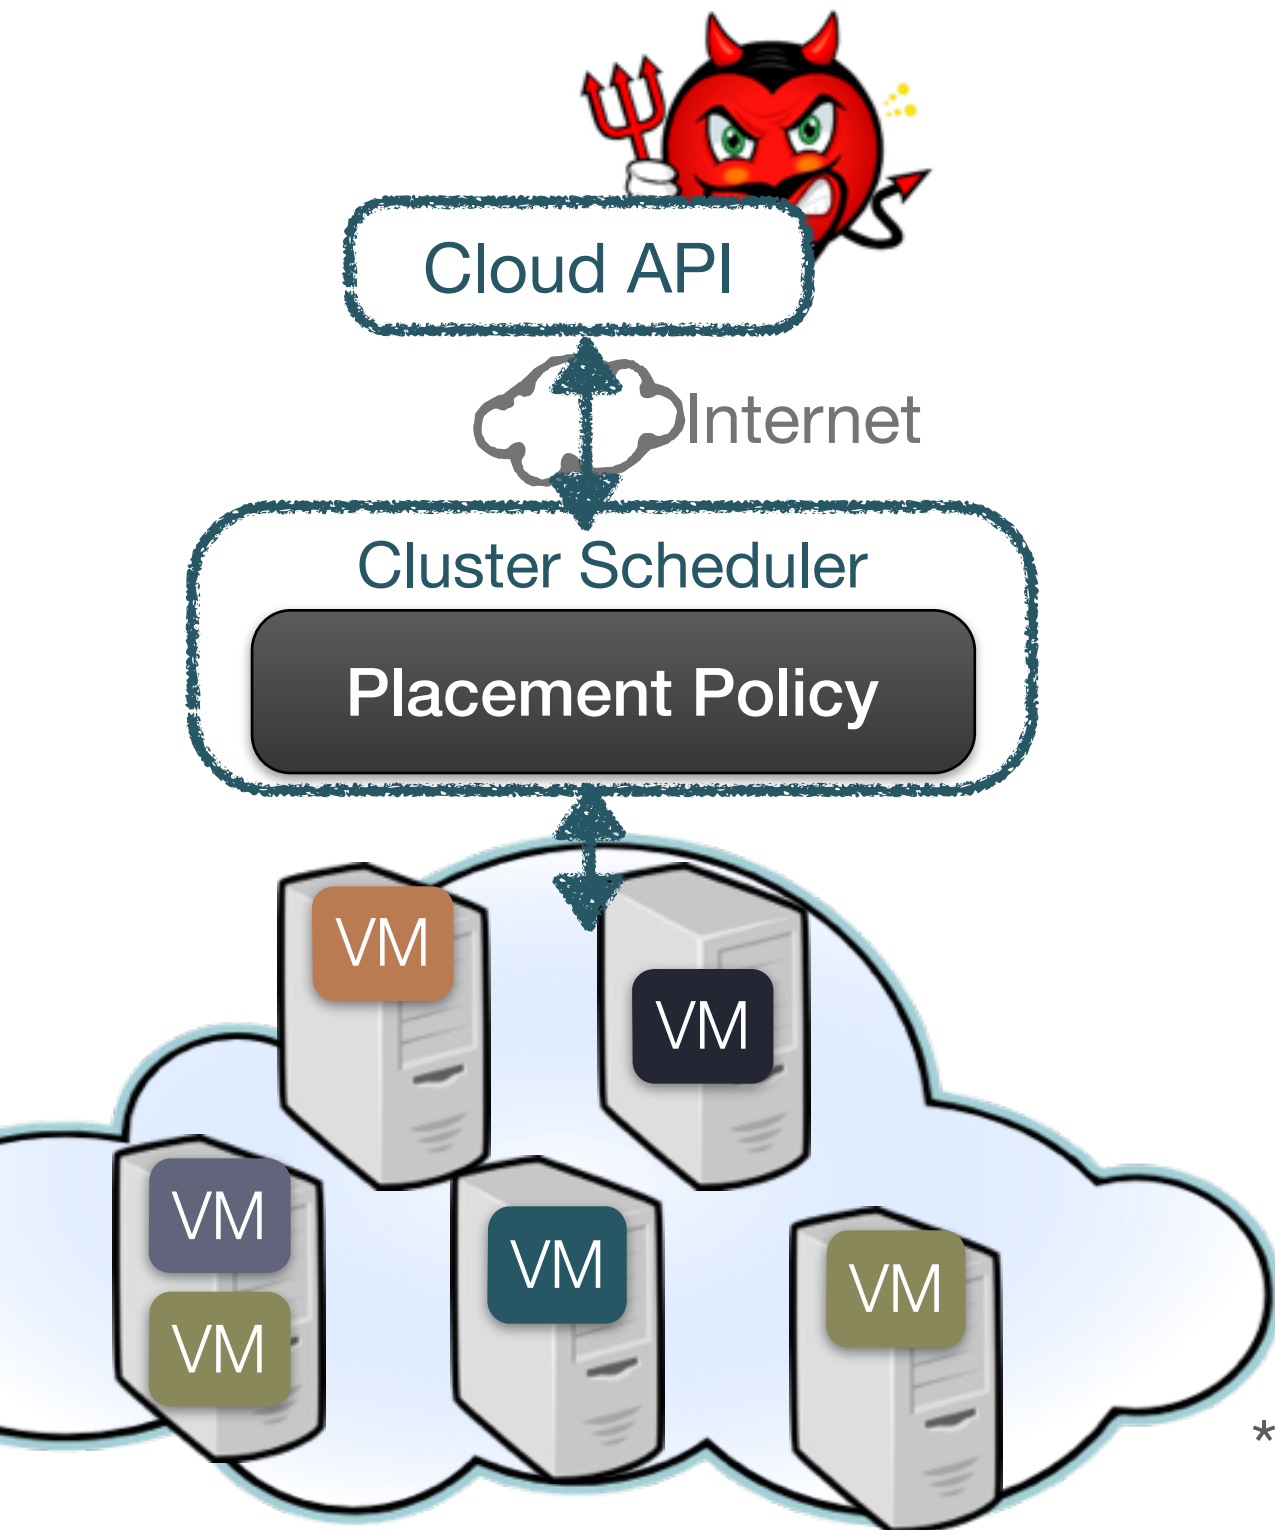 Cloud API
Internet
Cluster Scheduler
Placement Policy
VM
VM
VM
VM
VM
VM
*